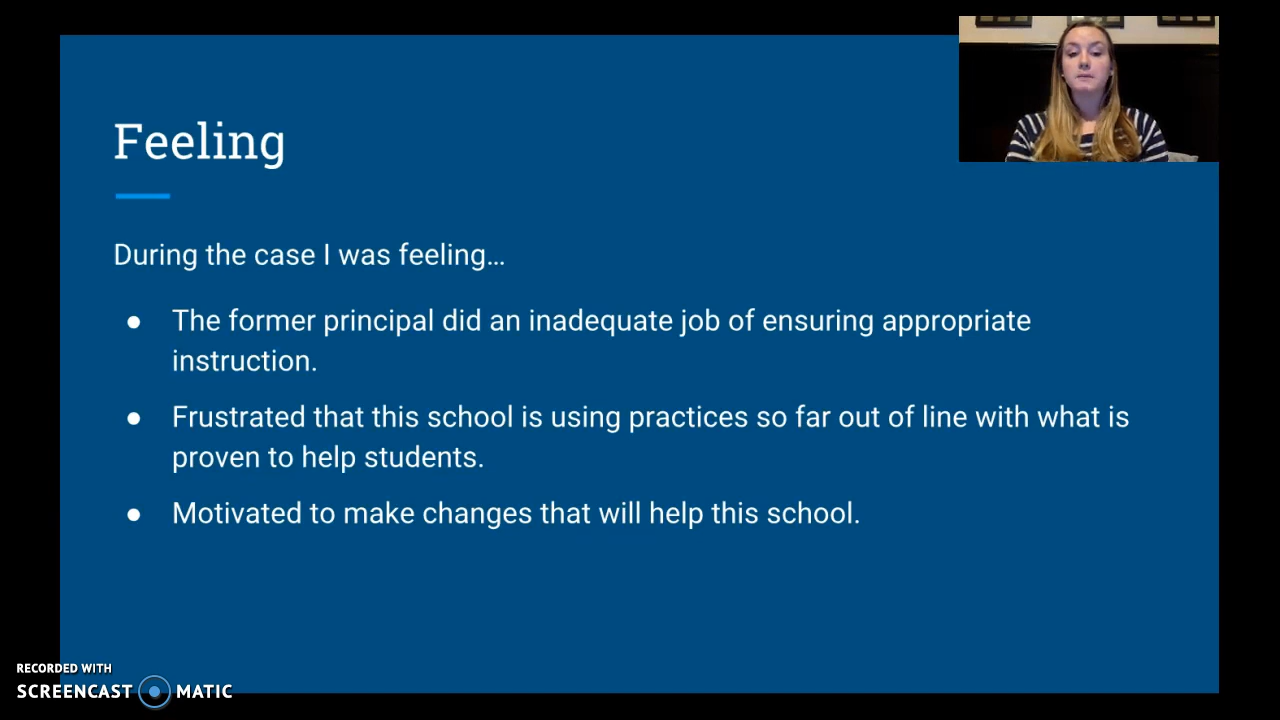 Feeling
During the case I was feeling…
● The former principal did an inadequate job of ensuring appropriate
instruction.
● Frustrated that this school is using practices so far out of line with what is
proven to help students.
● Motivated to make changes that will help this school.
RECORDED WITH
SCREENCAST MATIC